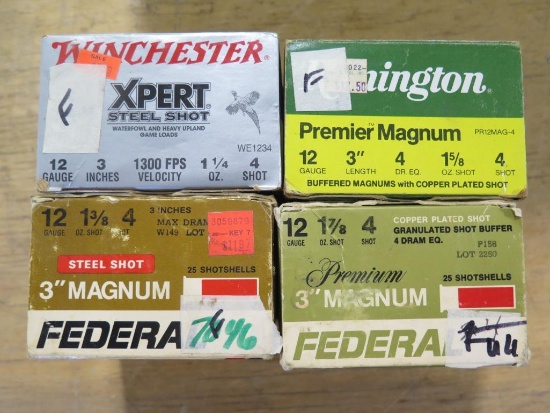 WINCHESTER
F
XPERT
STEEL SHOT
WATERFOWL AND HEAVY UPLAND
GAME LOADS
WE1234
12 3 1300 FPS 1 1/4 4
GAUGE INCHES VELOCITY OZ. SHOT
022-
F
.50
mington
Premier Magnum
PR12MAG-4
12 3" 4 1 5/8 4
GAUGE LENGTH DR. EQ. OZ. SHOT SHOT
BUFFERED MAGNUMS with COPPER PLATED SHOT
12 1 3/8 4
GAUGE OZ. SHOT SHOT
3 INCHES
MAX DRAM
W149 LOT
KEY T
STEEL SHOT
25 SHOTSHELLS
3" MAGNUM
FEDERA
12 1 7/8 4
GAUGE OZ. SHOT SHOT
COPPER PLATED SHOT
GRANULATED SHOT BUFFER
4 DRAM EQ.
P158
LOT 2250
Premium
25 SHOTSHELLS
3" MAGNUM
FEDERAL